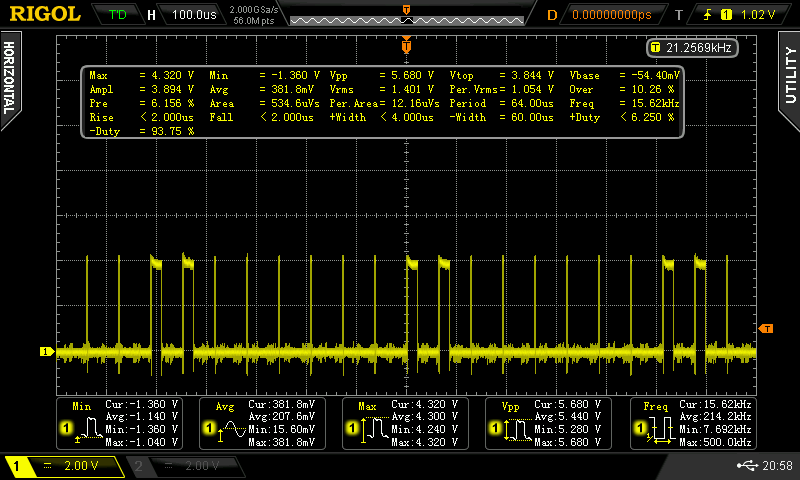 RIGOL T'D H 100.0us 2.000GSa/s 56.0M pts D 0.00000000ps T 1 1.02 V
HORIZONTAL
UTILITY
T 21.2569kHz
Max = 4.320 V Min = -1.360 V Vpp = 5.680 V Vtop = 3.844 V Vbase = -54.40mV
Ampl = 3.894 V Avg = 381.8mV Vrms = 1.401 V Per.Vrms= 1.054 V Over = 10.26 %
Pre = 6.156 % Area = 534.6uVs Per.Area= 12.16uVs Period = 64.00us Freq = 15.62kHz
Rise < 2.000us Fall < 2.000us +Width < 4.000us -Width = 60.00us +Duty < 6.250 %
-Duty = 93.75 %
T
T
1
Min Cur:-1.360 V
Avg:-1.140 V
1 Min:-1.360 V
Max:-1.040 V
Avg Cur:381.8mV
Avg:207.6mV
1 Min:15.60mV
Max:381.8mV
Max Cur:4.320 V
Avg:4.300 V
1 Min:4.240 V
Max:4.320 V
Vpp Cur:5.680 V
Avg:5.440 V
1 Min:5.280 V
Max:5.680 V
Freq Cur:15.62kHz
Avg:214.2kHz
1 Min:7.692kHz
Max:500.0kHz
1 2.00 V 2 2.00 V 20:58